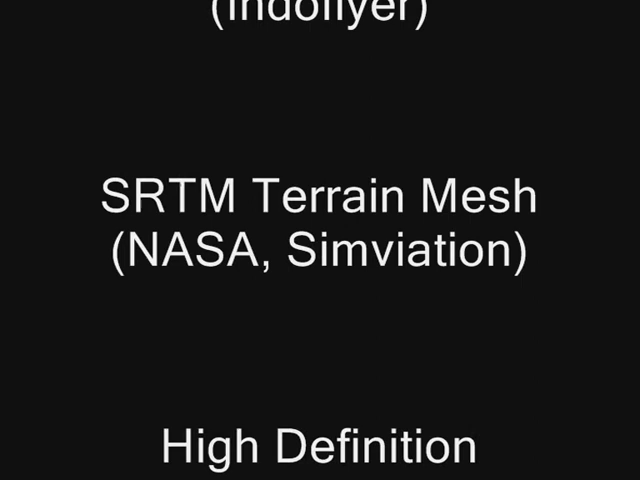 (Indoflyer)
SRTM Terrain Mesh
(NASA, Simviation)
High Definition